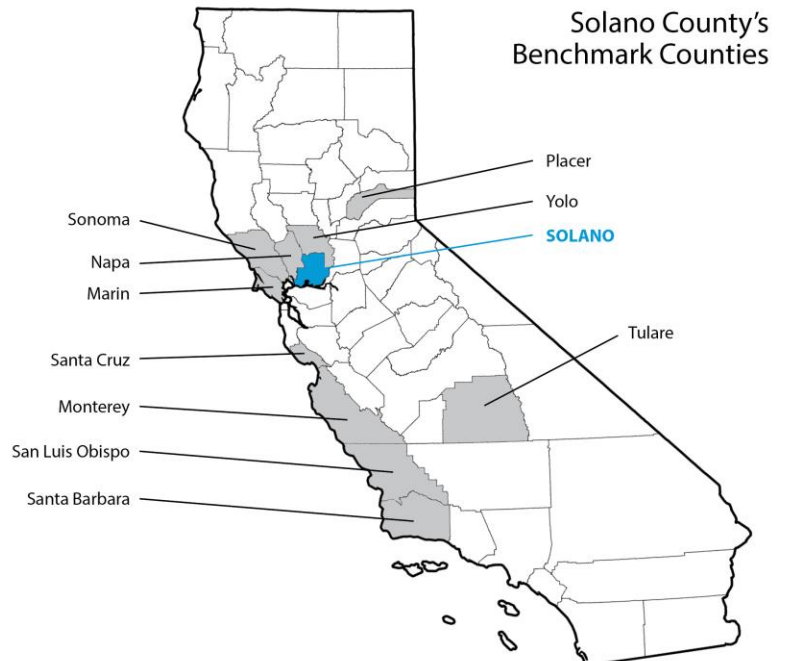 Solano County's
Benchmark Counties
Placer
Yolo
SOLANO
Tulare
Sonoma
Napa
Marin
Santa Cruz
Monterey
San Luis Obispo
Santa Barbara